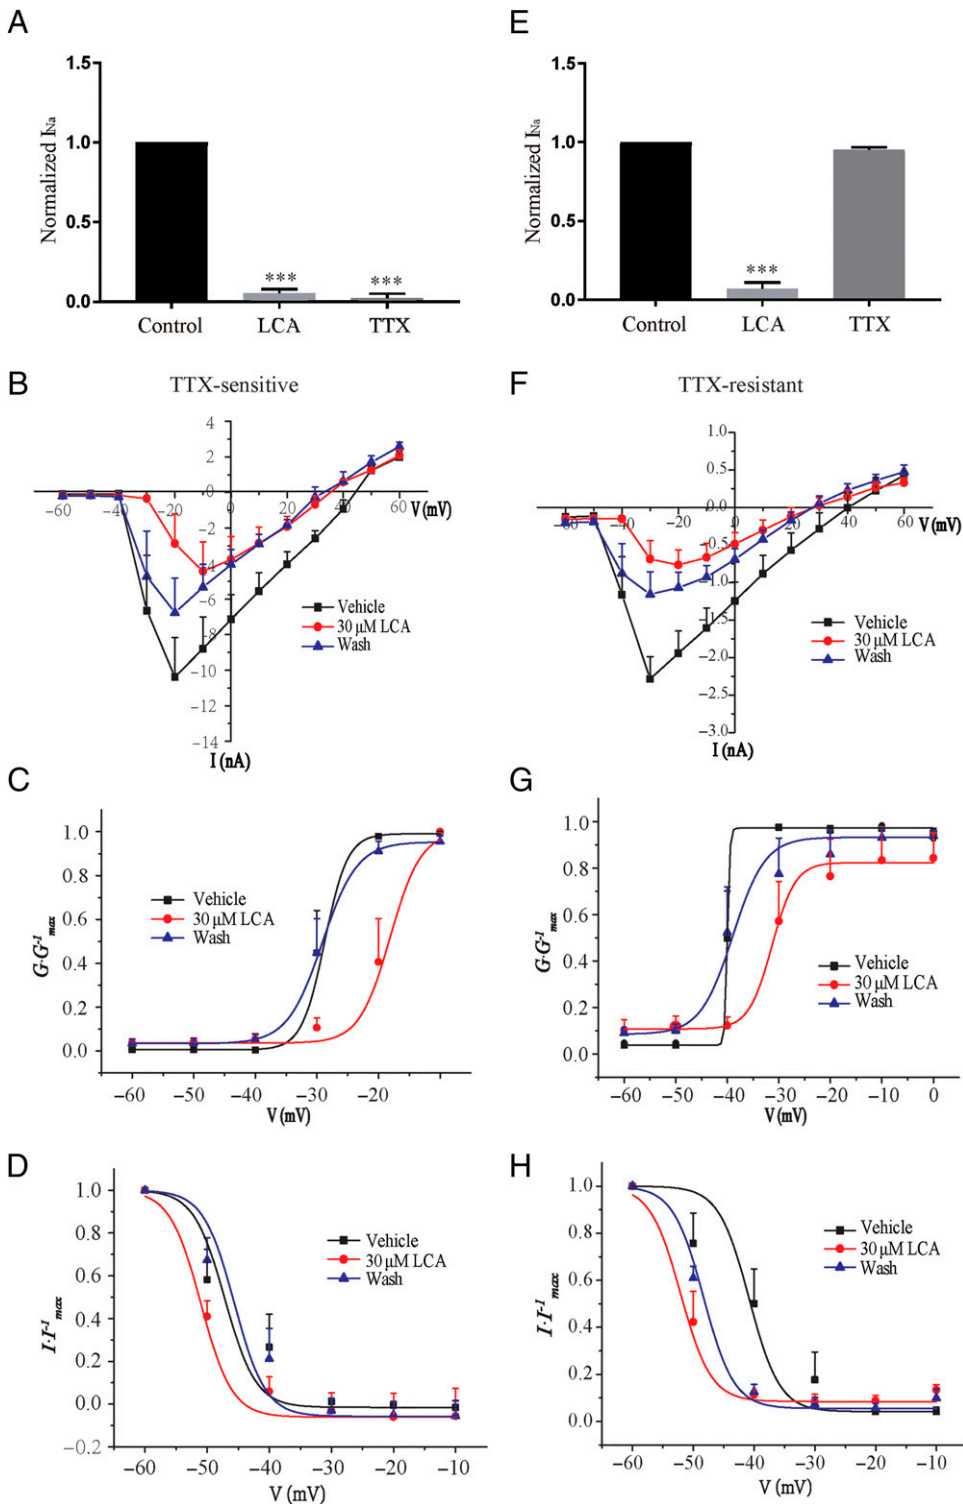 A
Normalized INa
1.5
1.0
0.5
0.0
***
***
Control
LCA
TTX
E
Normalized INa
1.5
1.0
0.5
0.0
***
Control
LCA
TTX
B
TTX-sensitive
4
2
0
−2
−4
−6
−8
−10
−12
−14
−60
−40
−20
0
20
40
60
V (mV)
Vehicle
30 µM LCA
Wash
I (nA)
F
TTX-resistant
1.0
0.5
0.0
−0.5
−1.0
−1.5
−2.0
−2.5
−3.0
−60
−40
−20
0
20
40
60
V (mV)
Vehicle
30 µM LCA
Wash
I (nA)
C
G·G-1max
1.0
0.8
0.6
0.4
0.2
0.0
Vehicle
30 µM LCA
Wash
−60
−50
−40
−30
−20
V (mV)
G
G·G-1max
1.0
0.8
0.6
0.4
0.2
0.0
Vehicle
30 µM LCA
Wash
−60
−50
−40
−30
−20
−10
0
V (mV)
D
I·I-1max
1.0
0.8
0.6
0.4
0.2
0.0
−0.2
Vehicle
30 µM LCA
Wash
−60
−50
−40
−30
−20
−10
V (mV)
H
I·I-1max
1.0
0.8
0.6
0.4
0.2
0.0
Vehicle
30 µM LCA
Wash
−60
−50
−40
−30
−20
−10
V (mV)